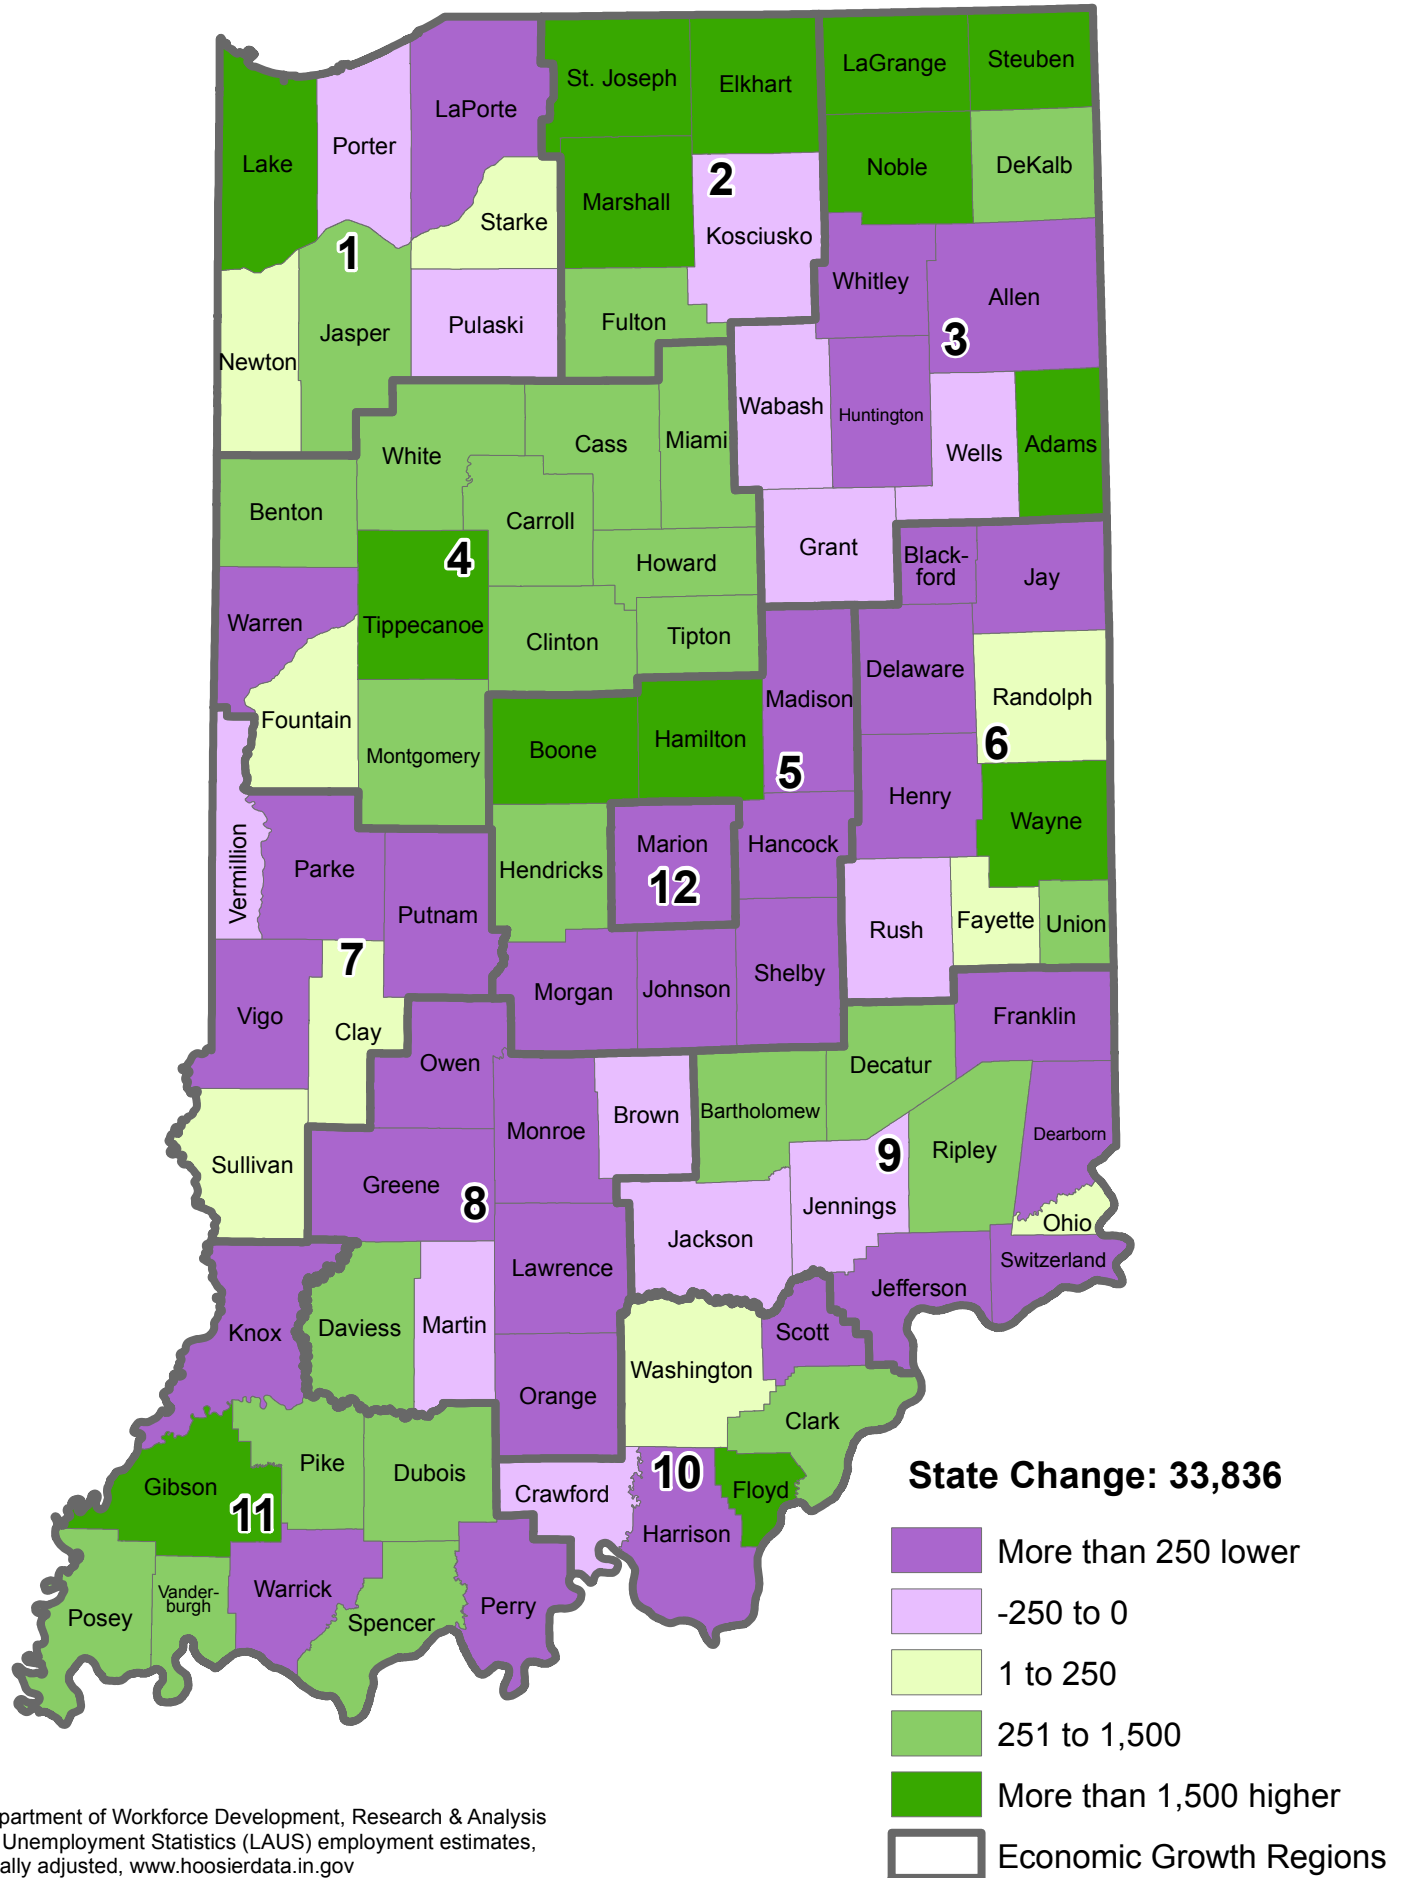 St. Joseph
Elkhart
LaGrange
Steuben
LaPorte
Porter
Lake
Noble
DeKalb
2
Marshall
Starke
Kosciusko
1
Whitley
Allen
Jasper
Pulaski
Fulton
3
Newton
Wabash
Huntington
Miami
Cass
White
Wells
Adams
Benton
Carroll
Grant
4
Howard
Black-
ford
Jay
Warren
Tippecanoe
Clinton
Tipton
Delaware
Madison
Randolph
Fountain
Hamilton
Boone
6
Montgomery
5
Henry
Wayne
Vermillion
Parke
Hendricks
Marion
Hancock
12
Putnam
Rush
Fayette
Union
7
Morgan
Johnson
Shelby
Vigo
Clay
Franklin
Owen
Decatur
Monroe
Brown
Bartholomew
Dearborn
Sullivan
9
Ripley
Greene
8
Jennings
Ohio
Jackson
Lawrence
Switzerland
Jefferson
Knox
Daviess
Martin
Scott
Washington
Orange
Clark
Pike
Dubois
10
Gibson
11
Crawford
Floyd
Harrison
Warrick
Vander-
burgh
Posey
Spencer
Perry
State Change: 33,836
More than 250 lower
-250 to 0
1 to 250
251 to 1,500
More than 1,500 higher
Economic Growth Regions
partment of Workforce Development, Research & Analysis
Unemployment Statistics (LAUS) employment estimates,
ally adjusted, www.hoosierdata.in.gov